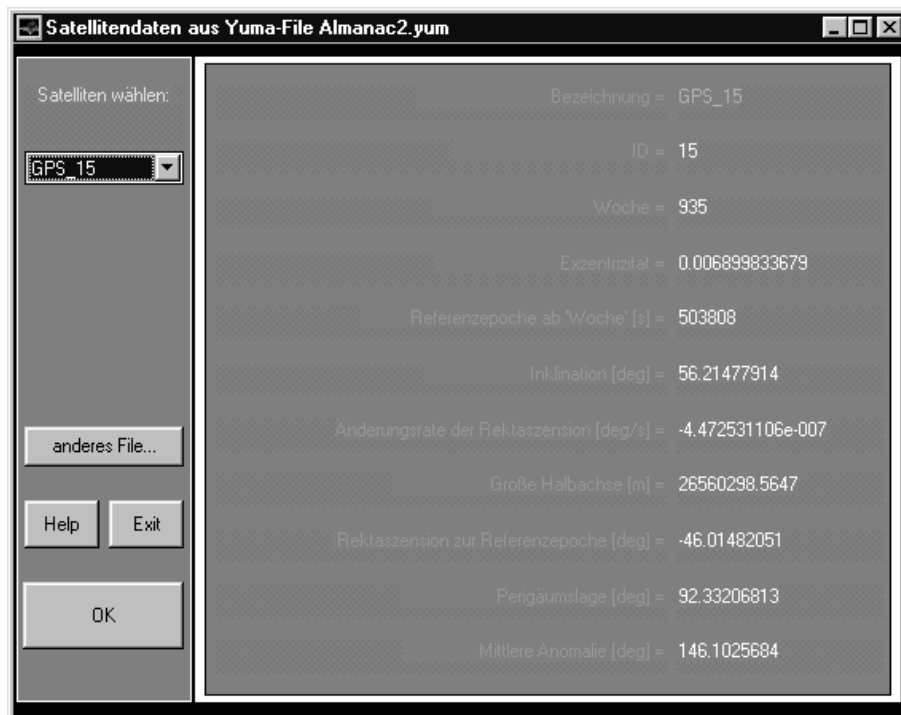 Satellitendaten aus Yuma-File Almanac2.yum
Satelliten wählen:
GPS_15
anderes File...
Help
Exit
OK
Bezeichnung = GPS_15
ID = 15
Woche = 935
Exzentrizität = 0.006899833679
Referenzepoche ab 'Woche' [s] = 503808
Inklination [deg] = 56.21477914
Änderungsrate der Rektaszension [deg/s] = -4.472531106e-007
Große Halbachse [m] = 26560298.5647
Rektaszension zur Referenzepoche [deg] = -46.01482051
Perigäumslage [deg] = 92.33206813
Mittlere Anomalie [deg] = 146.1025684